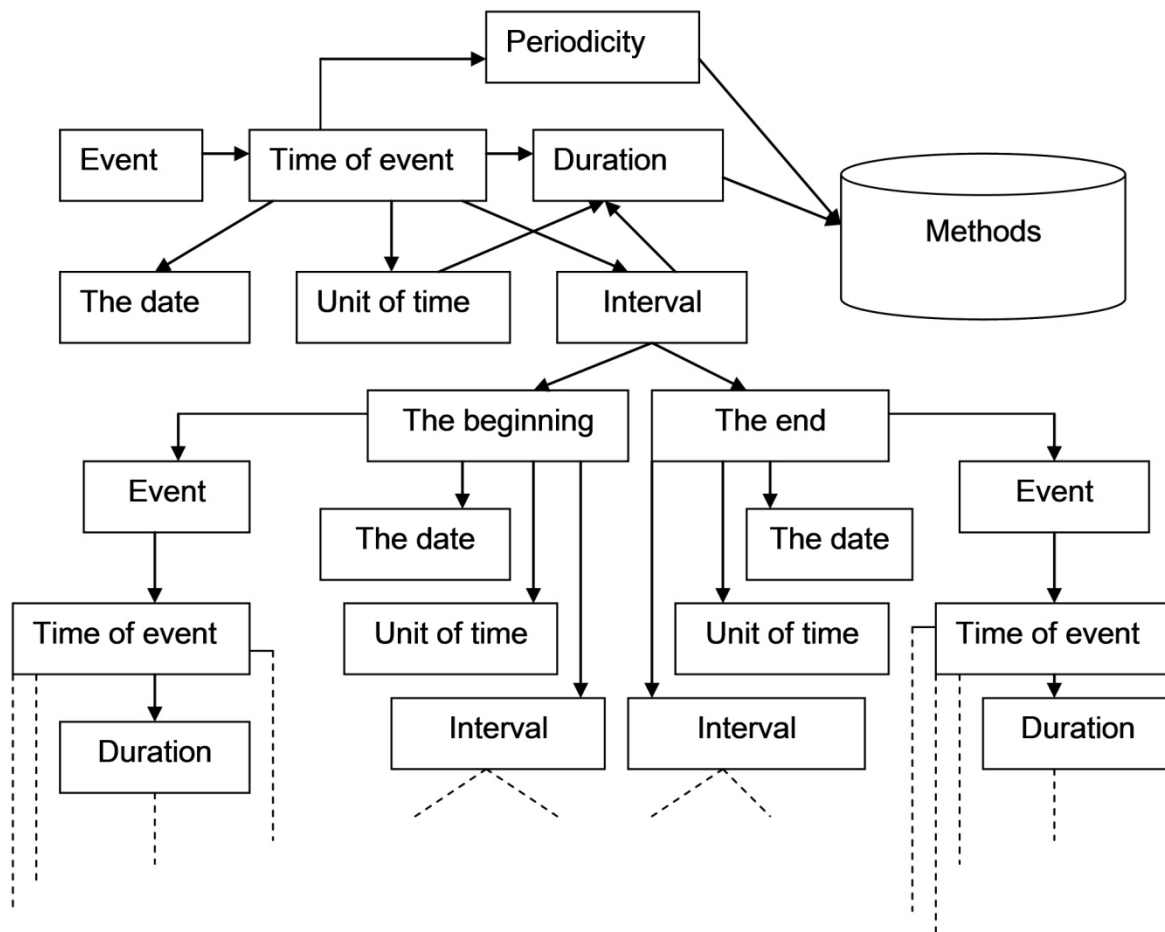 Periodicity
Event
Time of event
Duration
Methods
The date
Unit of time
Interval
The beginning
The end
Event
The date
The date
Event
Time of event
Unit of time
Unit of time
Time of event
Duration
Interval
Interval
Duration